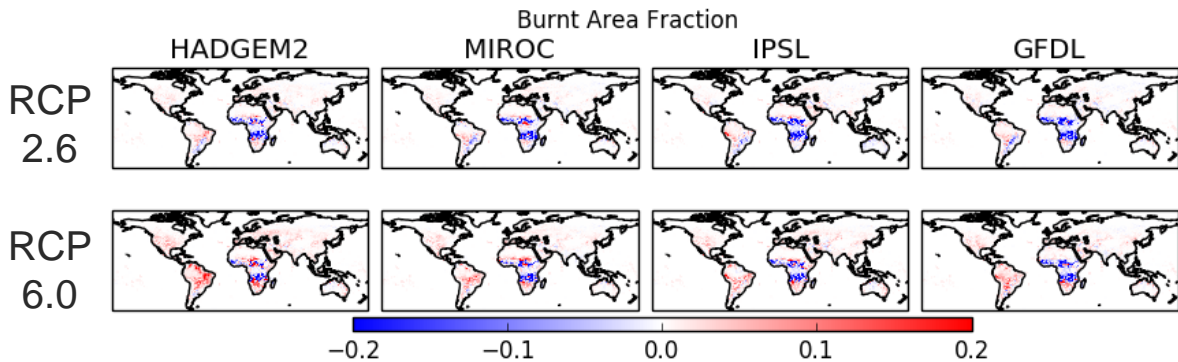 Burnt Area Fraction
HADGEM2 MIROC IPSL GFDL
RCP
2.6
RCP
6.0
−0.2 −0.1 0.0 0.1 0.2